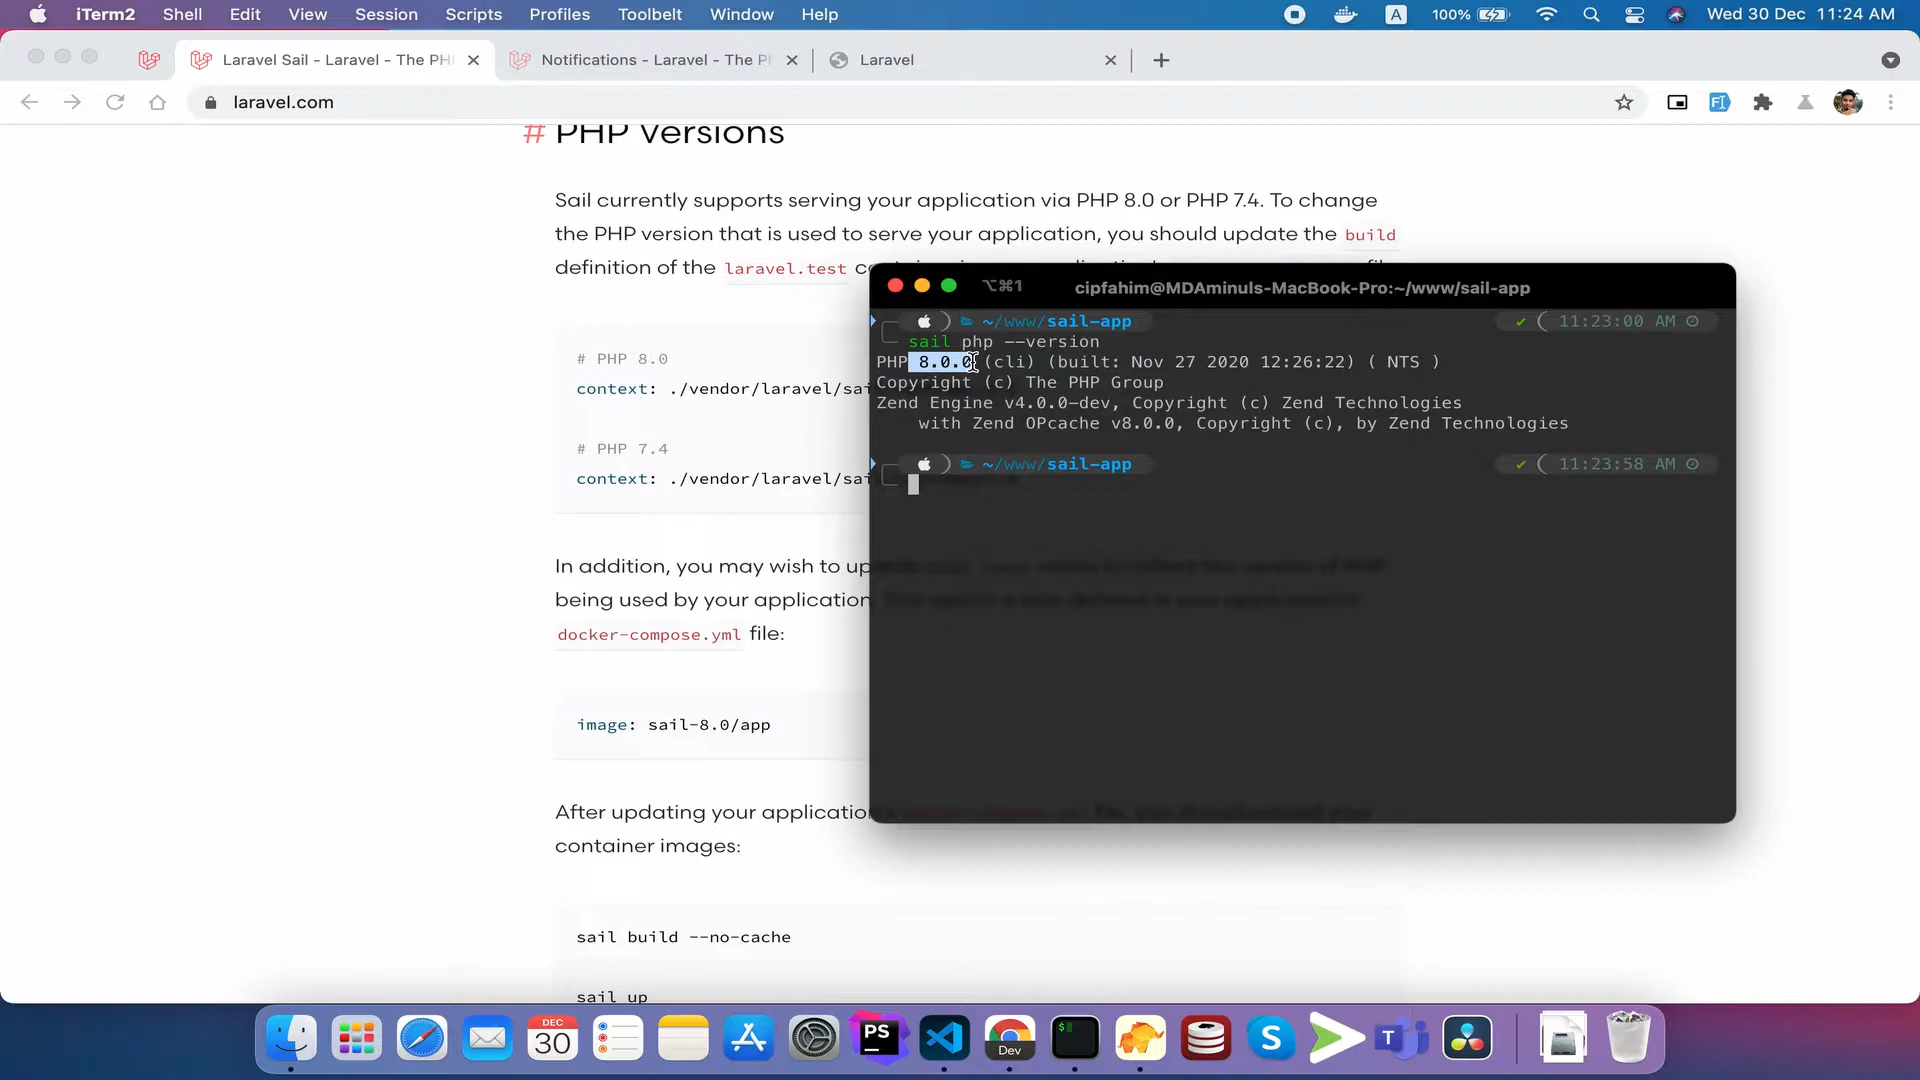 iTerm2 Shell Edit View Session Scripts Profiles Toolbelt Window Help A 100% Wed 30 Dec 11:24 AM
Laravel Sail - Laravel - The PH Notifications - Laravel - The P Laravel
laravel.com
# PHP Versions
Sail currently supports serving your application via PHP 8.0 or PHP 7.4. To change
the PHP version that is used to serve your application, you should update the build
definition of the laravel.test
# PHP 8.0
context: ./vendor/laravel/sai
# PHP 7.4
context: ./vendor/laravel/sai
In addition, you may wish to up
being used by your application.
docker-compose.yml file:
image: sail-8.0/app
After updating your application's
container images:
sail build --no-cache
sail up
⌥⌘1 cipfahim@MDAminuls-MacBook-Pro:~/www/sail-app
~/www/sail-app ✔ 11:23:00 AM
sail php --version
PHP 8.0.0 (cli) (built: Nov 27 2020 12:26:22) ( NTS )
Copyright (c) The PHP Group
Zend Engine v4.0.0-dev, Copyright (c) Zend Technologies
with Zend OPcache v8.0.0, Copyright (c), by Zend Technologies
~/www/sail-app ✔ 11:23:58 AM
DEC
30
PS
$
Dev
S
T